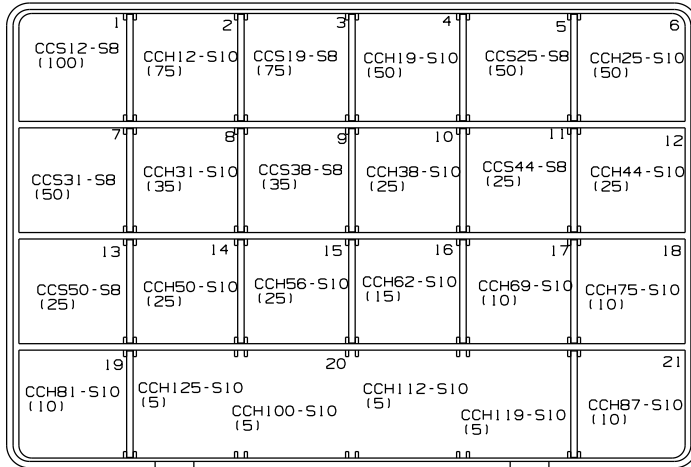 1
CCS12-S8
(100)
2
CCH12-S10
(75)
3
CCS19-S8
(75)
4
CCH19-S10
(50)
5
CCS25-S8
(50)
6
CCH25-S10
(50)
7
CCS31-S8
(50)
8
CCH31-S10
(35)
9
CCS38-S8
(35)
10
CCH38-S10
(25)
11
CCS44-S8
(25)
12
CCH44-S10
(25)
13
CCS50-S8
(25)
14
CCH50-S10
(25)
15
CCH56-S10
(25)
16
CCH62-S10
(15)
17
CCH69-S10
(10)
18
CCH75-S10
(10)
19
CCH81-S10
(10)
20
CCH125-S10
(5)
CCH100-S10
(5)
CCH112-S10
(5)
CCH119-S10
(5)
21
CCH87-S10
(10)